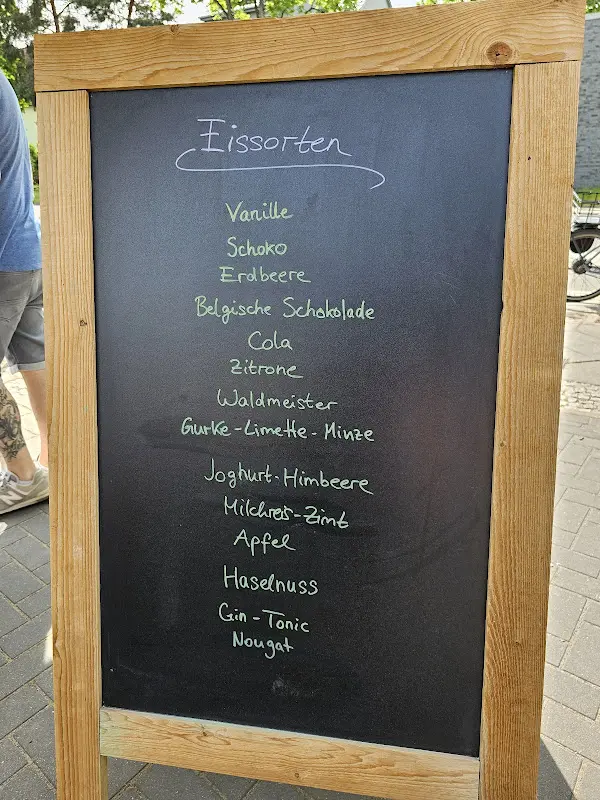 Eissorten
Vanille
Schoko
Erdbeere
Belgische Schokolade
Cola
Zitrone
Waldmeister
Gurke-Limette-Minze
Joghurt-Himbeere
Milchreis-Zimt
Apfel
Haselnuss
Gin-Tonic
Nougat